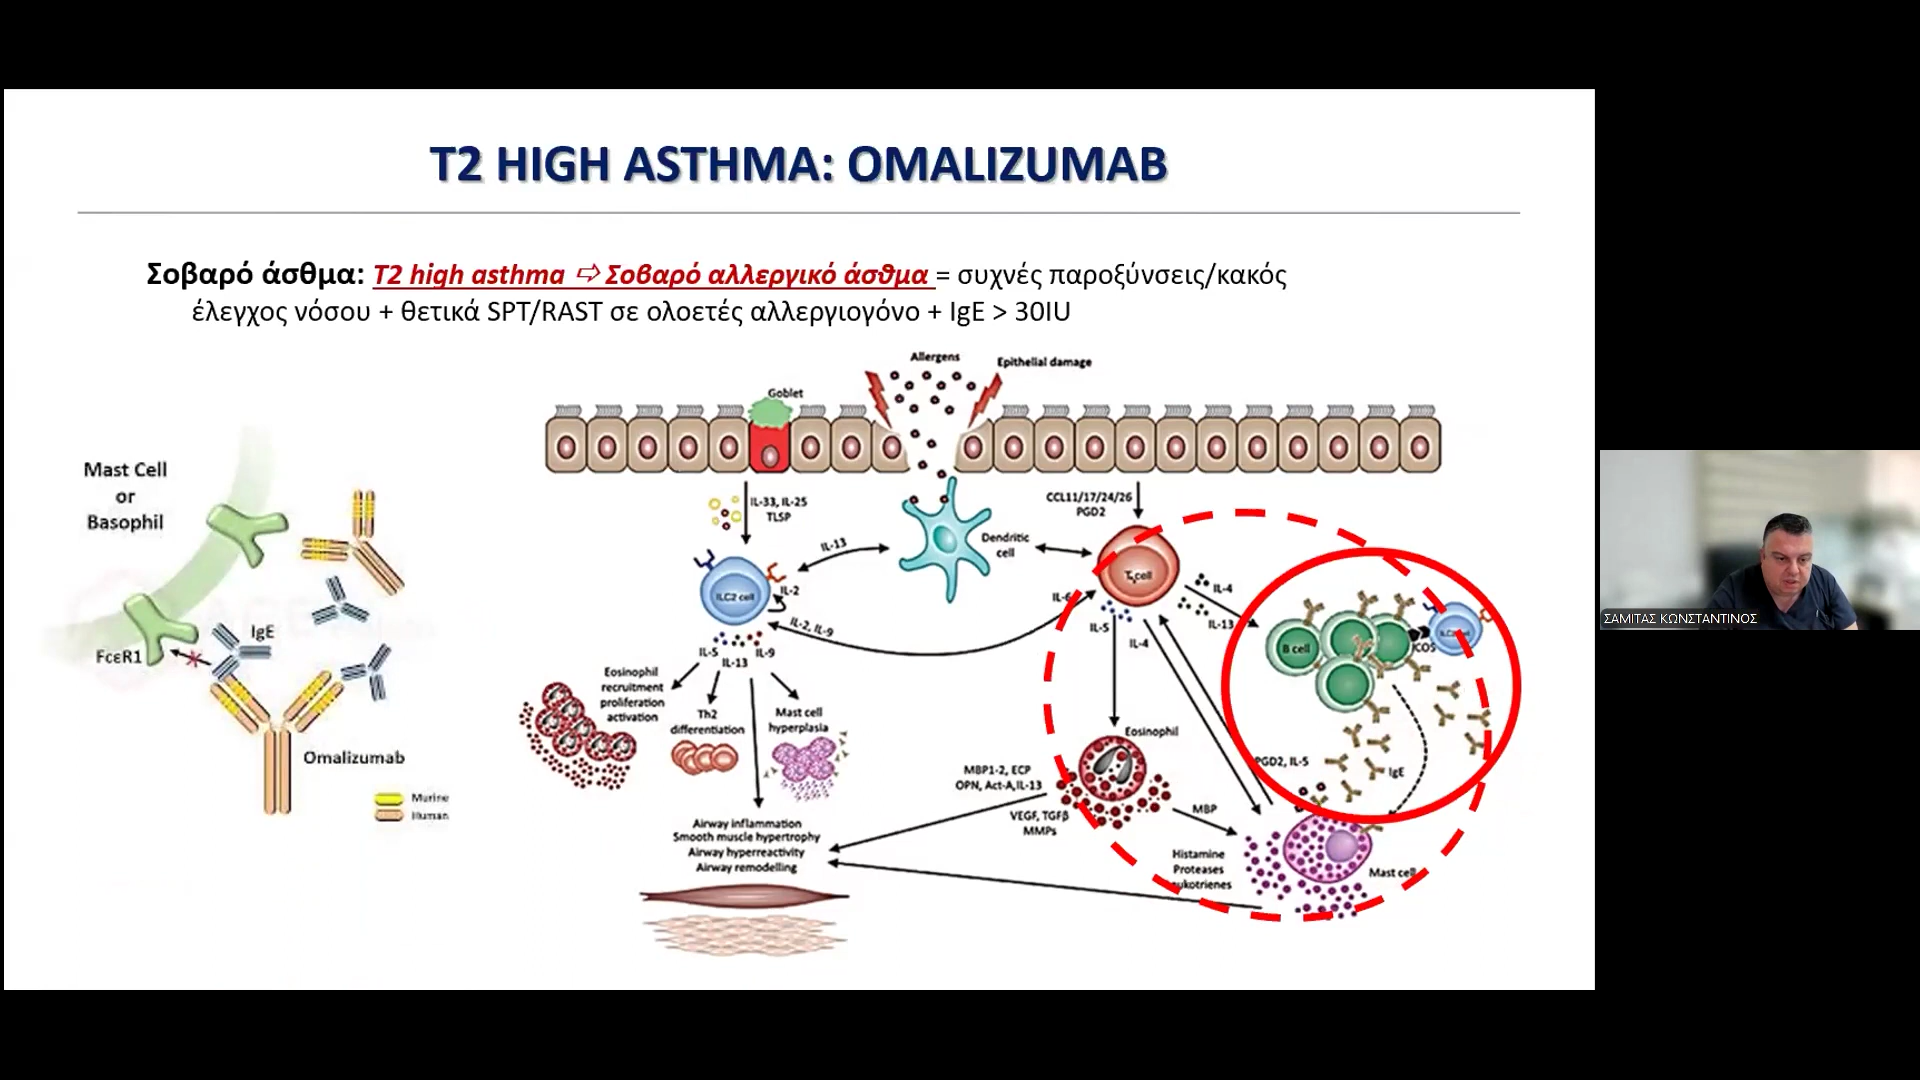 T2 HIGH ASTHMA: OMALIZUMAB
Σοβαρό άσθμα: T2 high asthma ⇨ Σοβαρό αλλεργικό άσθμα = συχνές παροξύνσεις/κακός
έλεγχος νόσου + θετικά SPT/RAST σε ολοετές αλλεργιογόνο + IgE > 30IU
Mast Cell
or
Basophil
IgE
FcεR1
Omalizumab
Murine
Human
Allergens
Epithelial damage
Goblet
IL-33, IL-25
TLSP
IL-13
Dendritic
cell
CCL11/17/24/26
PGD2
ILC2 cell
IL-2
IL-2, IL-9
IL-6
T cell
IL-4
IL-13
IL-5
IL-4
IL-5
IL-13
IL-9
Eosinophil
recruitment
proliferation
activation
Th2
differentiation
Mast cell
hyperplasia
B cell
PGD2, IL-5
IgE
Eosinophil
MBP1-2, ECP
OPN, Act-A,IL-13
VEGF, TGFβ
MMPs
MBP
Histamine
Proteases
Mast cell
Airway inflammation
Smooth muscle hypertrophy
Airway hyperreactivity
Airway remodelling
ΣΑΜΙΤΑΣ ΚΩΝΣΤΑΝΤΙΝΟΣ